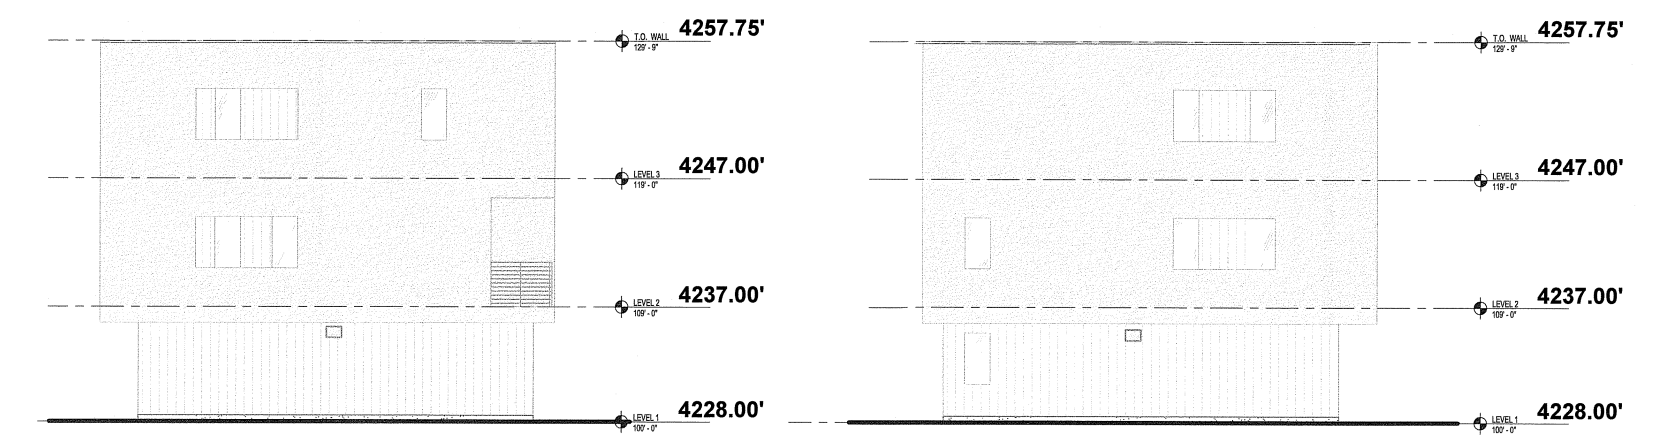 4257.75'
T.O. WALL
129' - 9"
4247.00'
LEVEL 3
119' - 0"
4237.00'
LEVEL 2
109' - 0"
4228.00'
LEVEL 1
100' - 0"
4257.75'
T.O. WALL
129' - 9"
4247.00'
LEVEL 3
119' - 0"
4237.00'
LEVEL 2
109' - 0"
4228.00'
LEVEL 1
100' - 0"